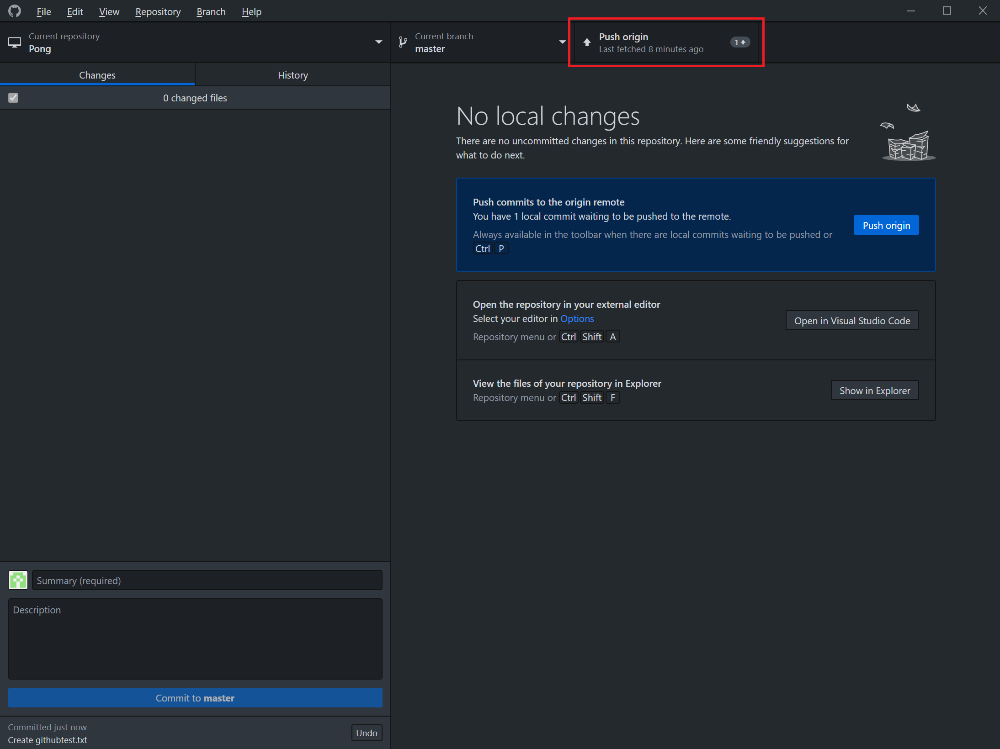 File Edit View Repository Branch Help
Current repository
Pong
Current branch
master
Push origin
Last fetched 8 minutes ago
1
Changes
History
0 changed files
No local changes
There are no uncommitted changes in this repository. Here are some friendly suggestions for
what to do next.
Push commits to the origin remote
You have 1 local commit waiting to be pushed to the remote.
Always available in the toolbar when there are local commits waiting to be pushed or
Ctrl P
Push origin
Open the repository in your external editor
Select your editor in Options
Repository menu or Ctrl Shift A
Open in Visual Studio Code
View the files of your repository in Explorer
Repository menu or Ctrl Shift F
Show in Explorer
Summary (required)
Description
Commit to master
Committed just now
Create githubtest.txt
Undo